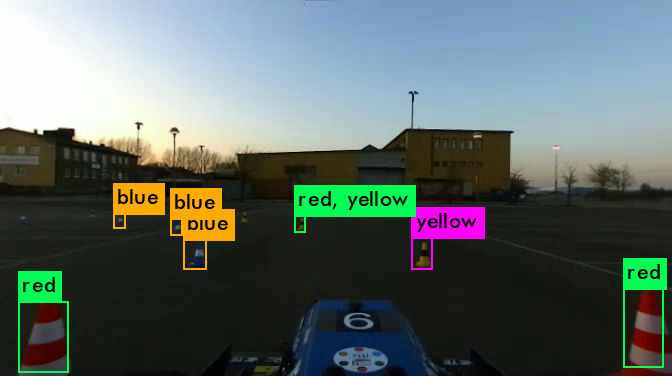 blue
blue
blue
red, yellow
yellow
red
red
6